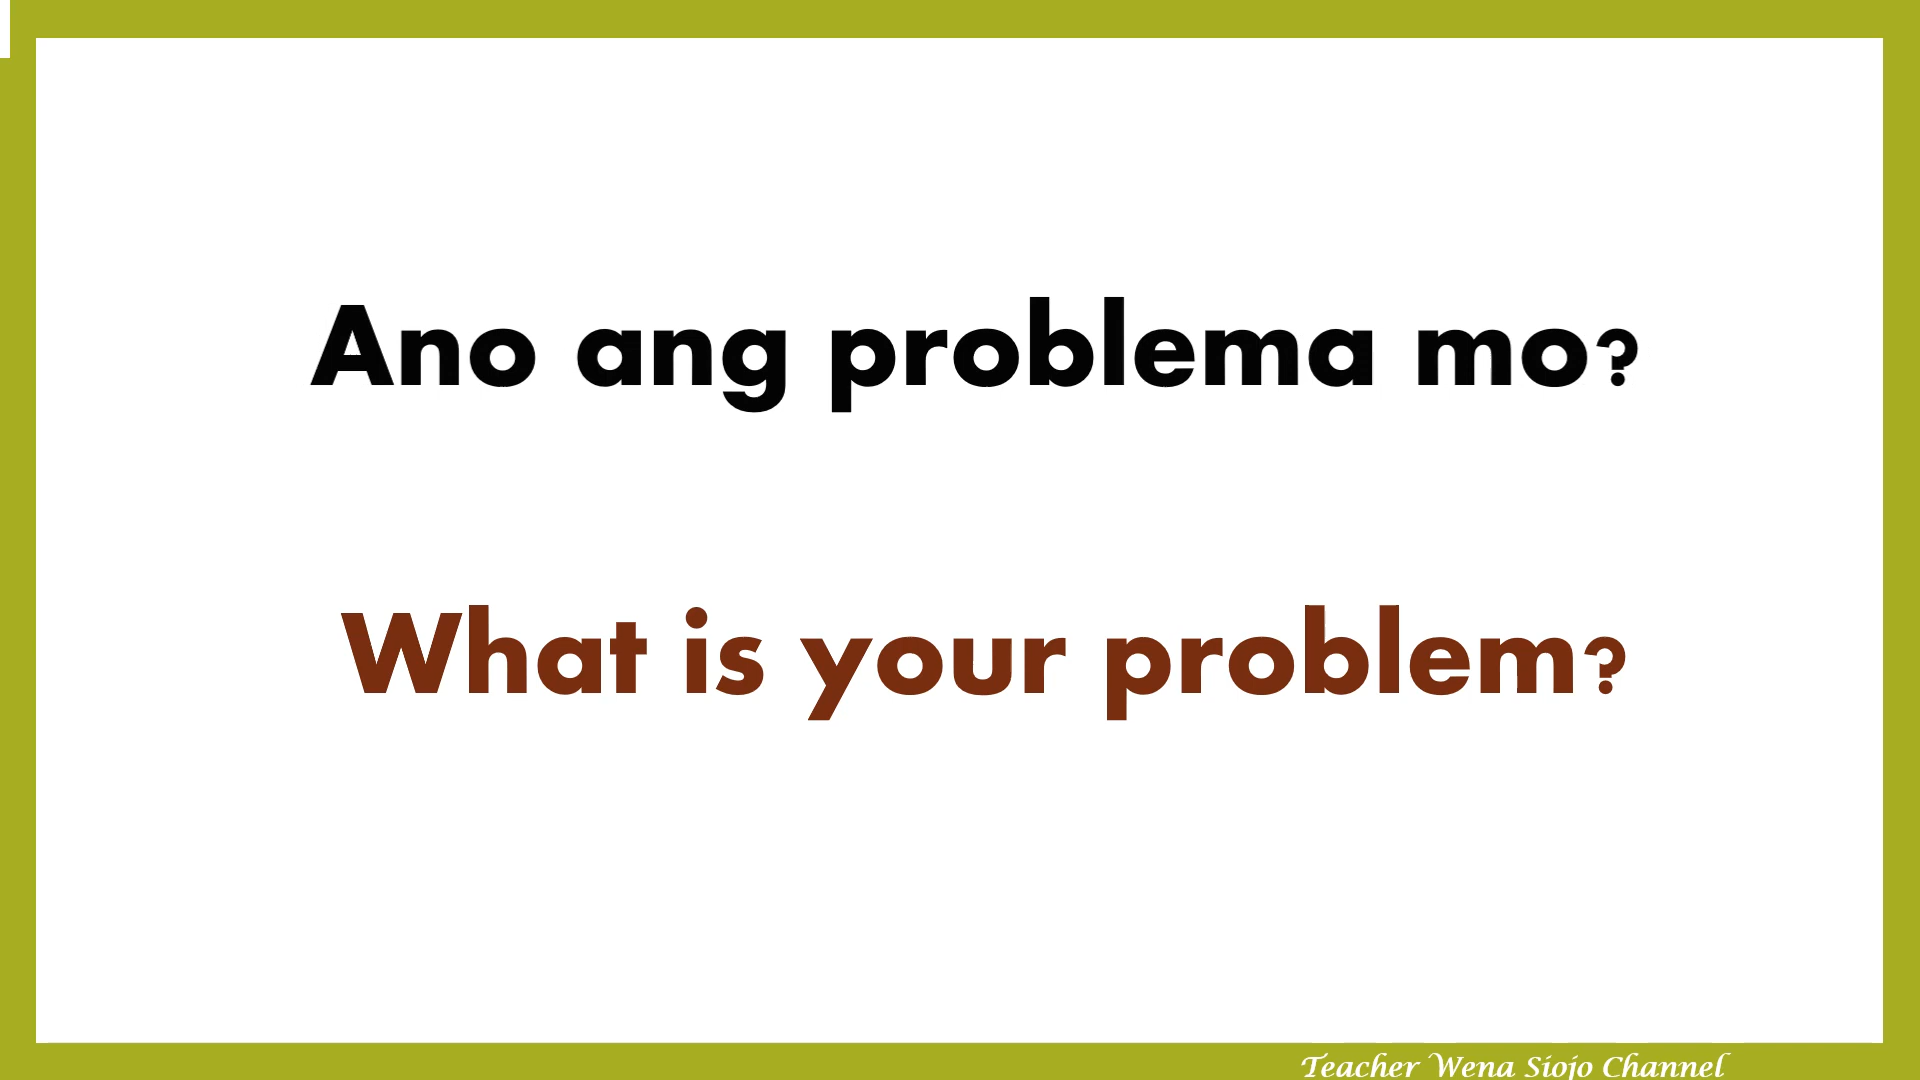 Ano ang problema mo?
What is your problem?
Teacher Wena Siojo Channel